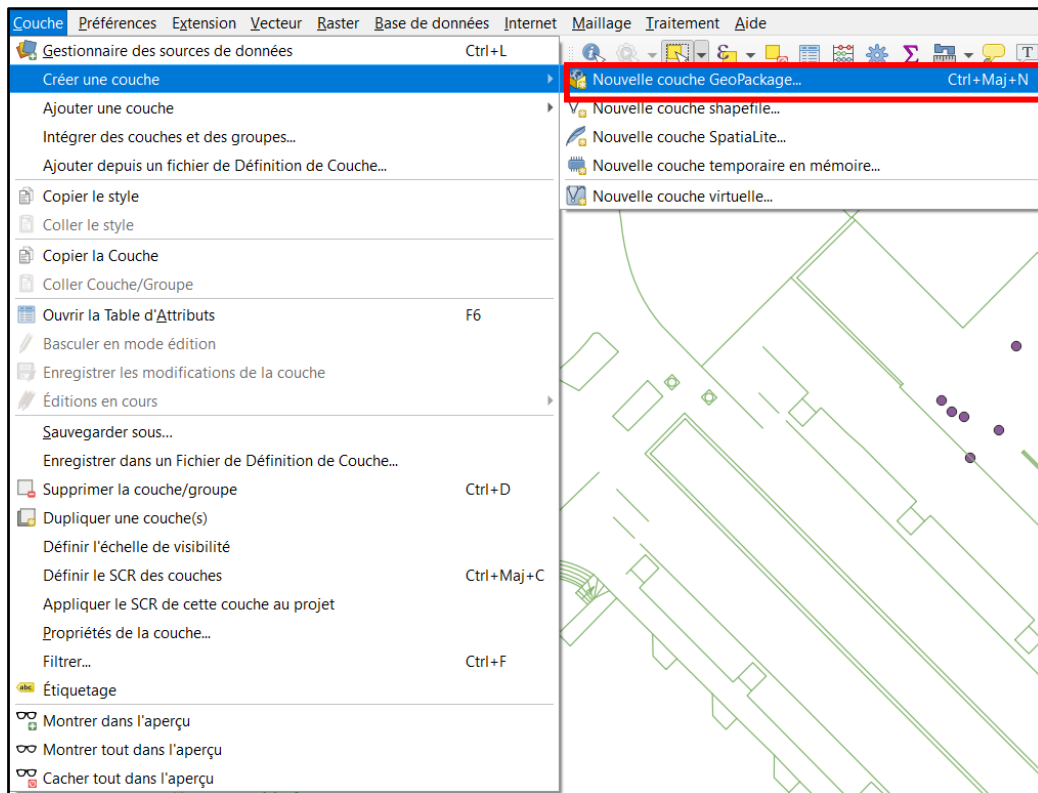 Couche Préférences Extension Vecteur Raster Base de données Internet Maillage Traitement Aide
Gestionnaire des sources de données Ctrl+L
Créer une couche
Nouvelle couche GeoPackage... Ctrl+Maj+N
Ajouter une couche
Nouvelle couche shapefile...
Intégrer des couches et des groupes...
Nouvelle couche SpatiaLite...
Ajouter depuis un fichier de Définition de Couche...
Nouvelle couche temporaire en mémoire...
Copier le style
Nouvelle couche virtuelle...
Coller le style
Copier la Couche
Coller Couche/Groupe
Ouvrir la Table d'Attributs F6
Basculer en mode édition
Enregistrer les modifications de la couche
Éditions en cours
Sauvegarder sous...
Enregistrer dans un Fichier de Définition de Couche...
Supprimer la couche/groupe Ctrl+D
Dupliquer une couche(s)
Définir l'échelle de visibilité
Définir le SCR des couches Ctrl+Maj+C
Appliquer le SCR de cette couche au projet
Propriétés de la couche...
Filtrer... Ctrl+F
abc Étiquetage
Montrer dans l'aperçu
Montrer tout dans l'aperçu
Cacher tout dans l'aperçu